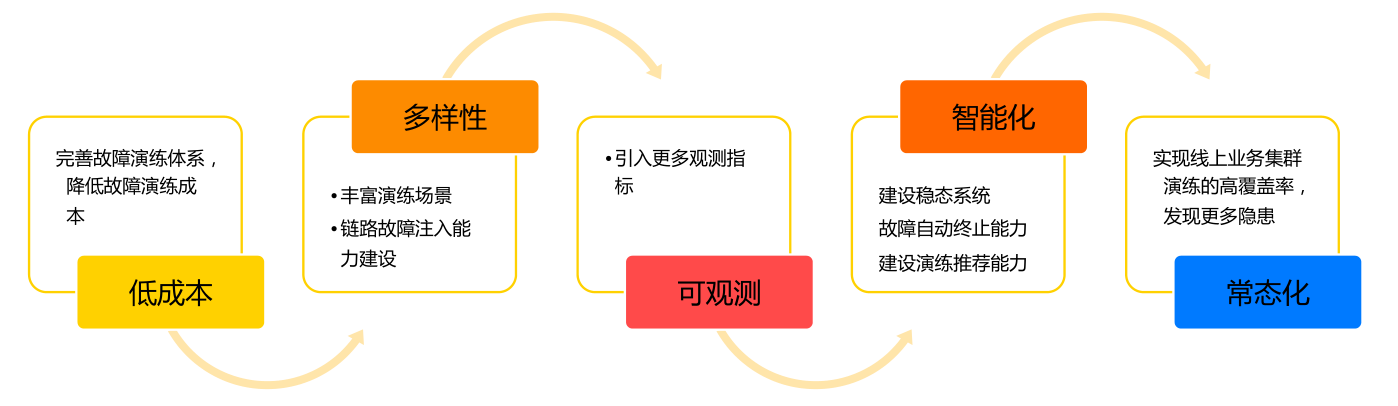 完善故障演练体系，
降低故障演练成
本
低成本
多样性
•丰富演练场景
•链路故障注入能
力建设
•引入更多观测指
标
可观测
智能化
建设稳态系统
故障自动终止能力
建设演练推荐能力
实现线上业务集群
演练的高覆盖率，
发现更多隐患
常态化